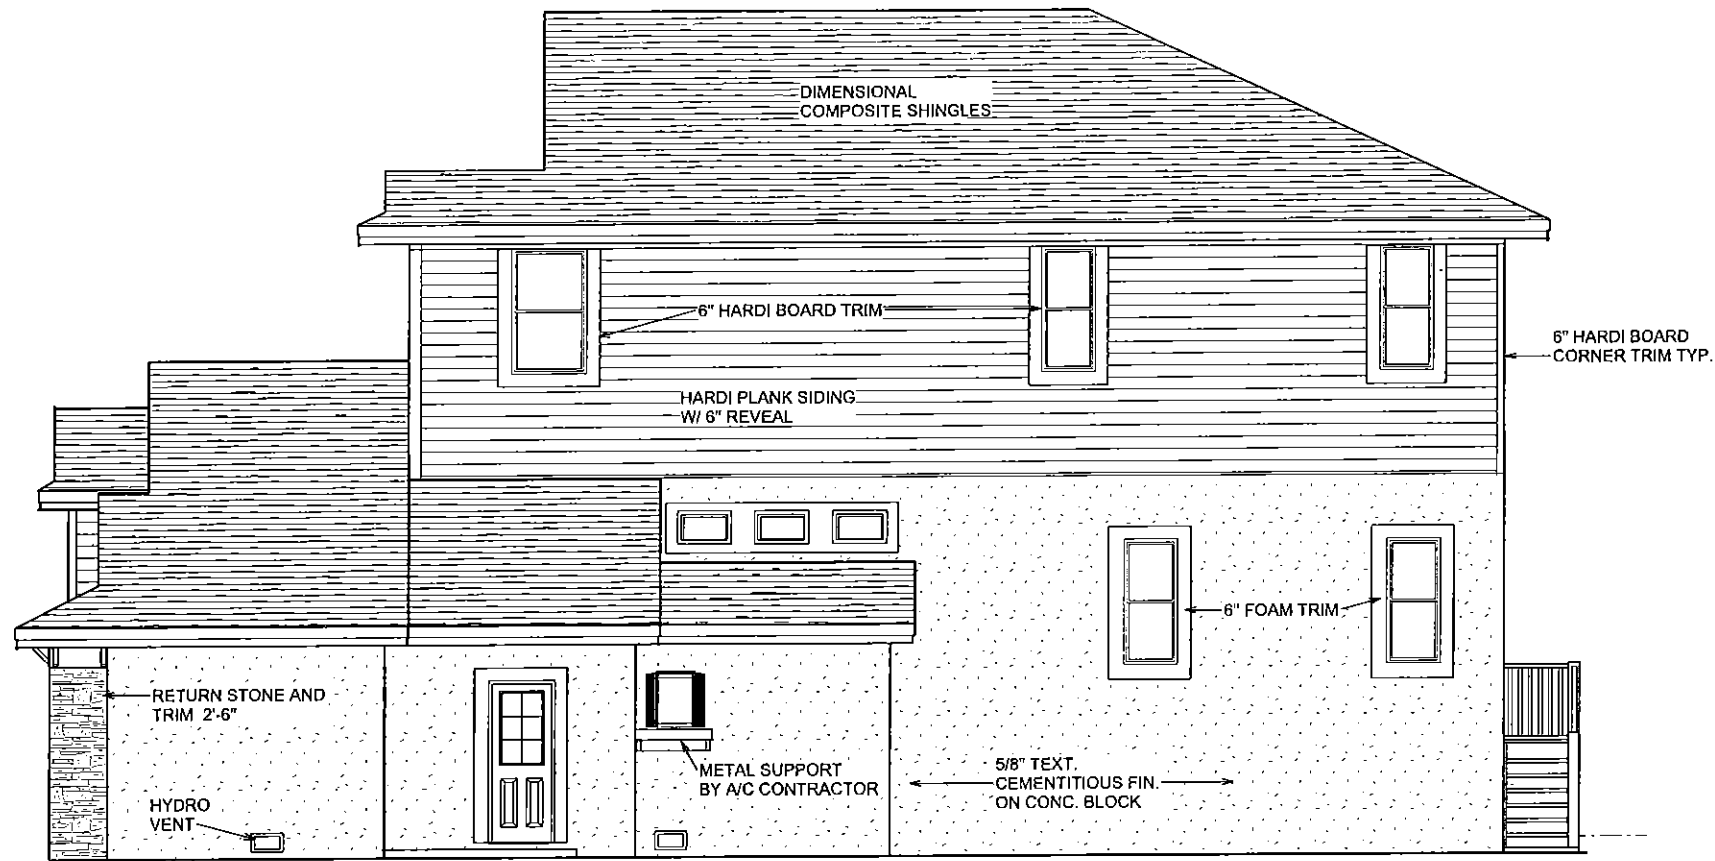 DIMENSIONAL
COMPOSITE SHINGLES
6" HARDI BOARD TRIM
6" HARDI BOARD
CORNER TRIM TYP.
HARDI PLANK SIDING
W/ 6" REVEAL
6" FOAM TRIM
RETURN STONE AND
TRIM 2'-6"
METAL SUPPORT
BY A/C CONTRACTOR
5/8" TEXT.
CEMENTITIOUS FIN.
ON CONC. BLOCK
HYDRO
VENT